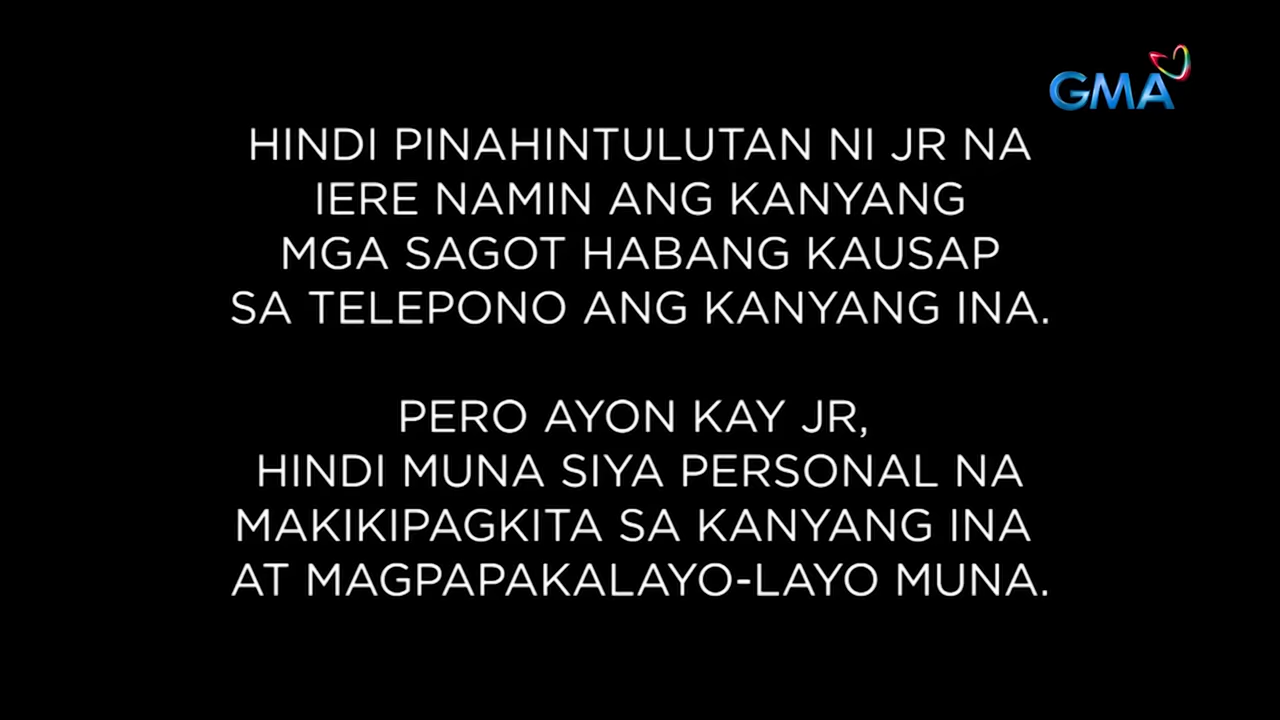 GMA
HINDI PINAHINTULUTAN NI JR NA
IERE NAMIN ANG KANYANG
MGA SAGOT HABANG KAUSAP
SA TELEPONO ANG KANYANG INA.
PERO AYON KAY JR,
HINDI MUNA SIYA PERSONAL NA
MAKIKIPAGKITA SA KANYANG INA
AT MAGPAPAKALAYO-LAYO MUNA.